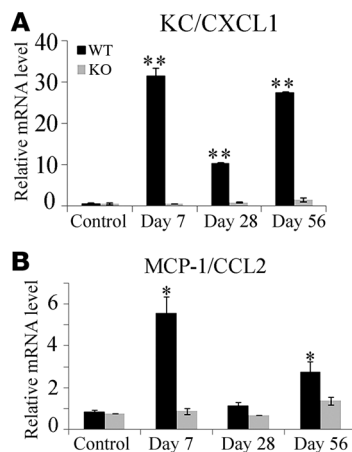 A
KC/CXCL1
Relative mRNA level
40
30
20
10
0
WT
KO
**
**
**
Control Day 7 Day 28 Day 56
B
MCP-1/CCL2
Relative mRNA level
6
4
2
0
*
*
Control Day 7 Day 28 Day 56